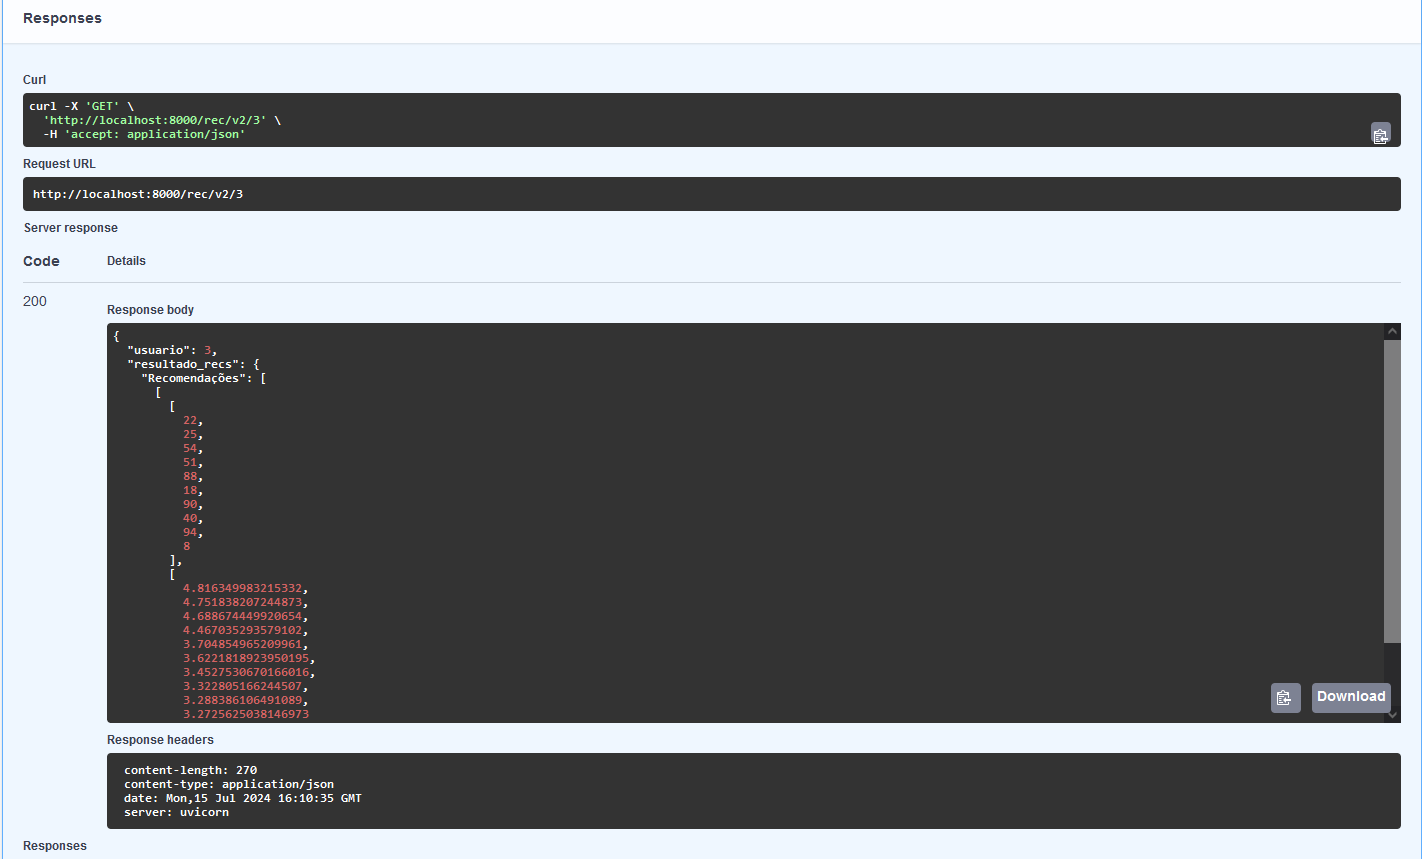 Responses
Curl
curl -X 'GET' \
'http://localhost:8000/rec/v2/3' \
-H 'accept: application/json'
Request URL
http://localhost:8000/rec/v2/3
Server response
Code Details
200
Response body
{
"usuario": 3,
"resultado_recs": {
"Recomendações": [
[
[
22,
25,
54,
51,
88,
18,
90,
40,
94,
8
],
[
4.816349983215332,
4.751838207244873,
4.688674449920654,
4.467035293579102,
3.704854965209961,
3.6221818923950195,
3.4527530670166016,
3.322805166244507,
3.288386106491089,
3.2725625038146973
Download
Response headers
content-length: 270
content-type: application/json
date: Mon,15 Jul 2024 16:10:35 GMT
server: uvicorn
Responses